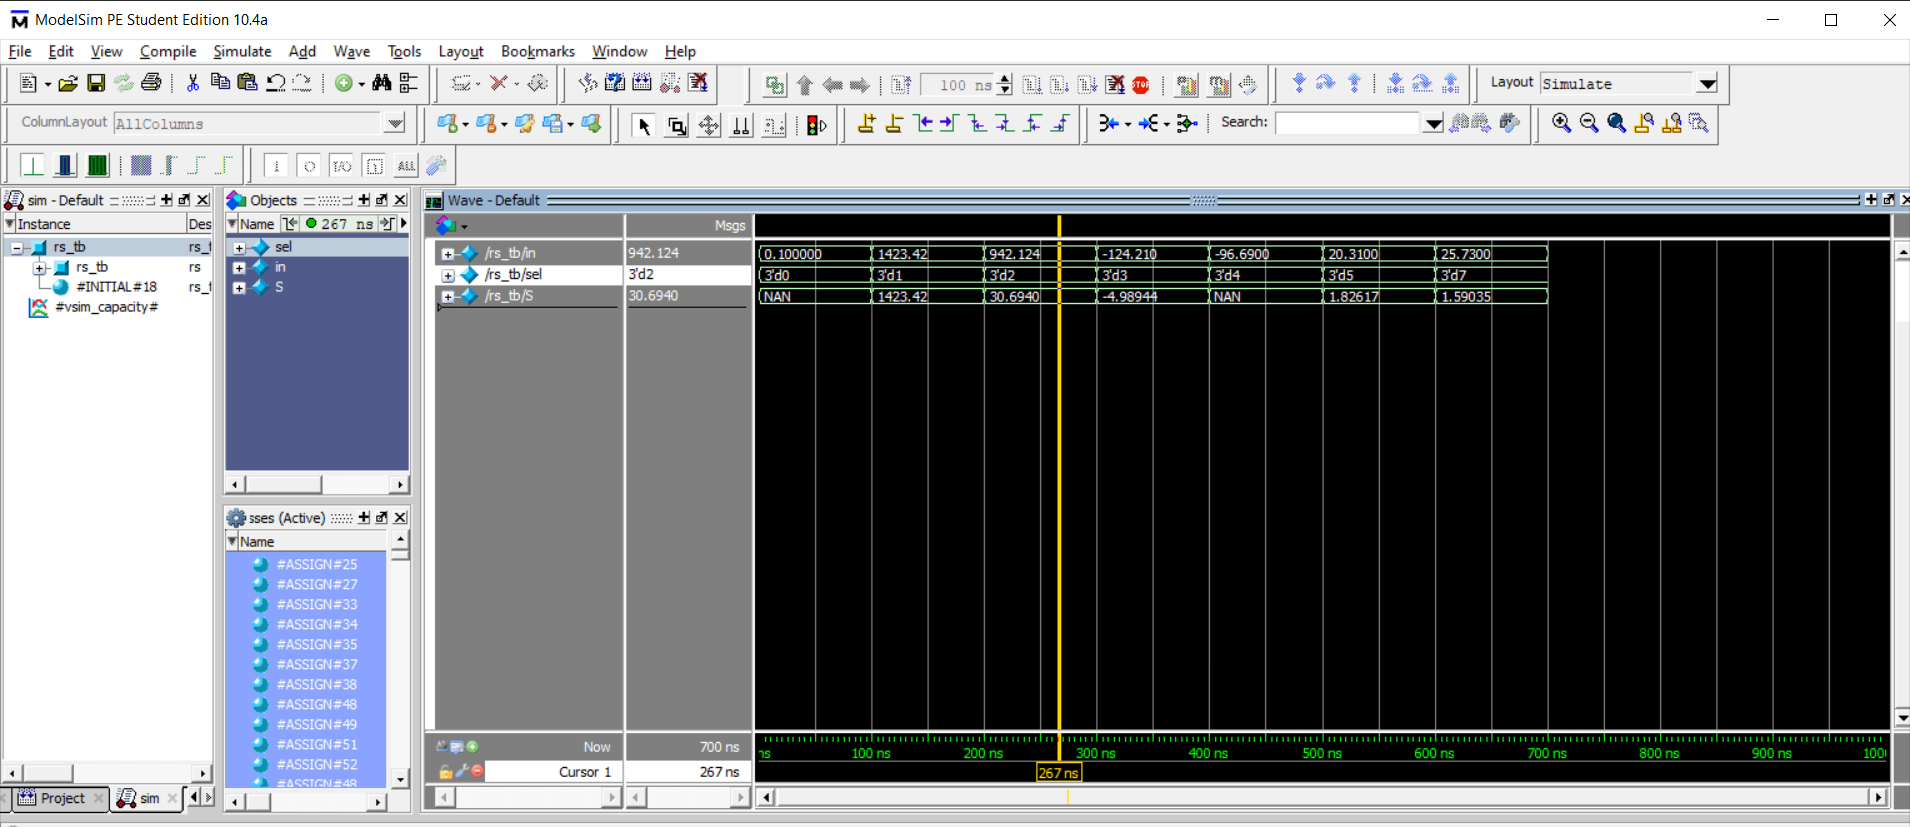 ModelSim PE Student Edition 10.4a
File Edit View Compile Simulate Add Wave Tools Layout Bookmarks Window Help
100 ns
Layout Simulate
ColumnLayout AllColumns
Search:
ALL
sim - Default
Instance Des
rs_tb rs_t
rs_tb rs
#INITIAL#18 rs_t
#vsim_capacity#
Project
sim
Objects
Name 267 ns
sel
in
S
sses (Active)
Name
#ASSIGN#25
#ASSIGN#27
#ASSIGN#33
#ASSIGN#34
#ASSIGN#35
#ASSIGN#37
#ASSIGN#38
#ASSIGN#48
#ASSIGN#49
#ASSIGN#51
#ASSIGN#52
#ASSIGN#48
Wave - Default
Msgs
/rs_tb/in 942.124 0.100000 1423.42 942.124 -124.210 -96.6900 20.3100 25.7300
/rs_tb/sel 3'd2 3'd0 3'd1 3'd2 3'd3 3'd4 3'd5 3'd7
/rs_tb/S 30.6940 NAN 1423.42 30.6940 -4.98944 NAN 1.82617 1.59035
Now 700 ns ns 100 ns 200 ns 300 ns 400 ns 500 ns 600 ns 700 ns 800 ns 900 ns 100
Cursor 1 267 ns 267 ns